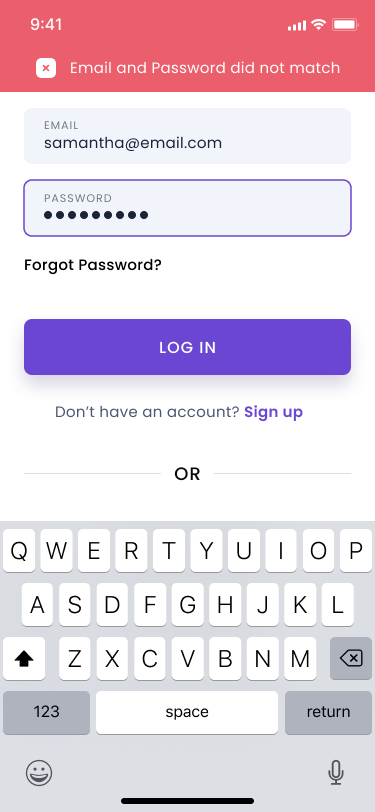 9:41
Email and Password did not match
EMAIL
samantha@email.com
PASSWORD
●●●●●●●●●
Forgot Password?
LOG IN
Don’t have an account? Sign up
OR
Q W E R T Y U I O P
A S D F G H J K L
Z X C V B N M
123 space return